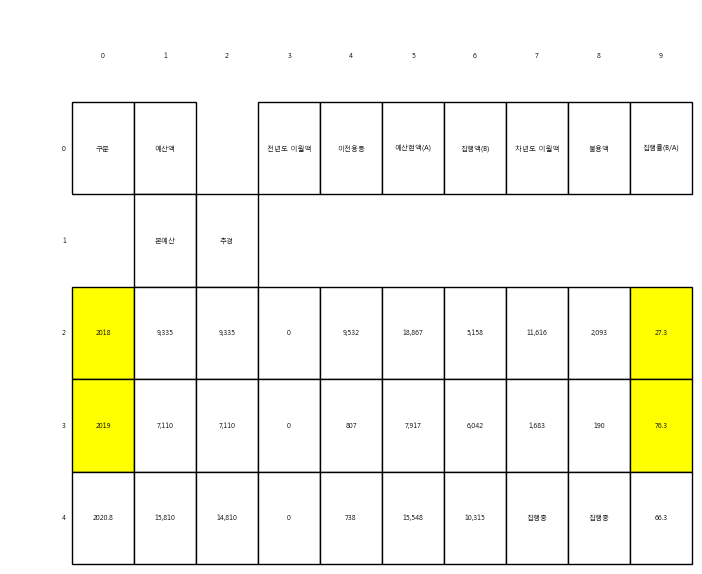 0 1 2 3 4 5 6 7 8 9
0 구분 예산액 전년도 이월액 이전용등 예산현액(A) 집행액(B) 차년도 이월액 불용액 집행률(B/A)
1 본예산 추경
2 2018 9,335 9,335 0 9,532 18,867 5,158 11,616 2,093 27.3
3 2019 7,110 7,110 0 807 7,917 6,042 1,683 190 76.3
4 2020.8 15,810 14,810 0 738 15,548 10,315 집행중 집행중 66.3